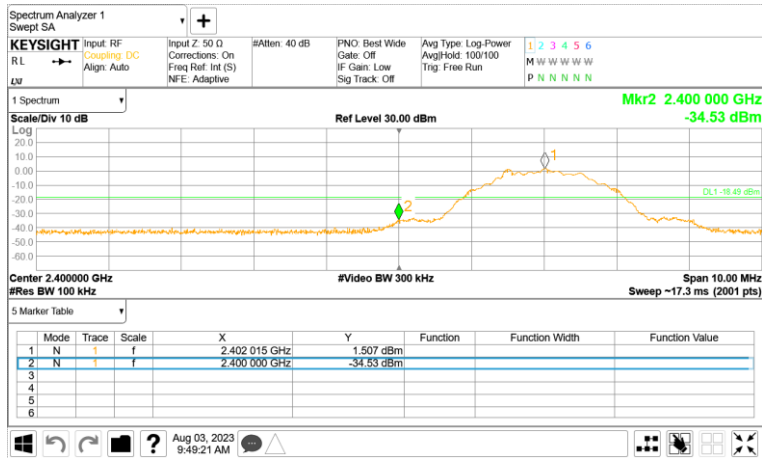 Spectrum Analyzer 1
Swept SA
+
KEYSIGHT Input: RF Input Z: 50 Ω #Atten: 40 dB PNO: Best Wide Avg Type: Log-Power 1 2 3 4 5 6
RL Coupling: DC Corrections: On Gate: Off Avg|Hold: 100/100 M W W W W W W
Align: Auto Freq Ref: Int (S) IF Gain: Low Trig: Free Run
LXI NFE: Adaptive Sig Track: Off P N N N N N
1 Spectrum Mkr2 2.400 000 GHz
Scale/Div 10 dB Ref Level 30.00 dBm -34.53 dBm
Log
20.0
10.0 1
0.00
-10.0
-20.0 2 DL1 -18.49 dBm
-30.0
-40.0
-50.0
-60.0
Center 2.400000 GHz #Video BW 300 kHz Span 10.00 MHz
#Res BW 100 kHz Sweep ~17.3 ms (2001 pts)
5 Marker Table
Mode Trace Scale X Y Function Function Width Function Value
1 N 1 f 2.402 015 GHz 1.507 dBm
2 N 1 f 2.400 000 GHz -34.53 dBm
3
4
5
6
? Aug 03, 2023
9:49:21 AM